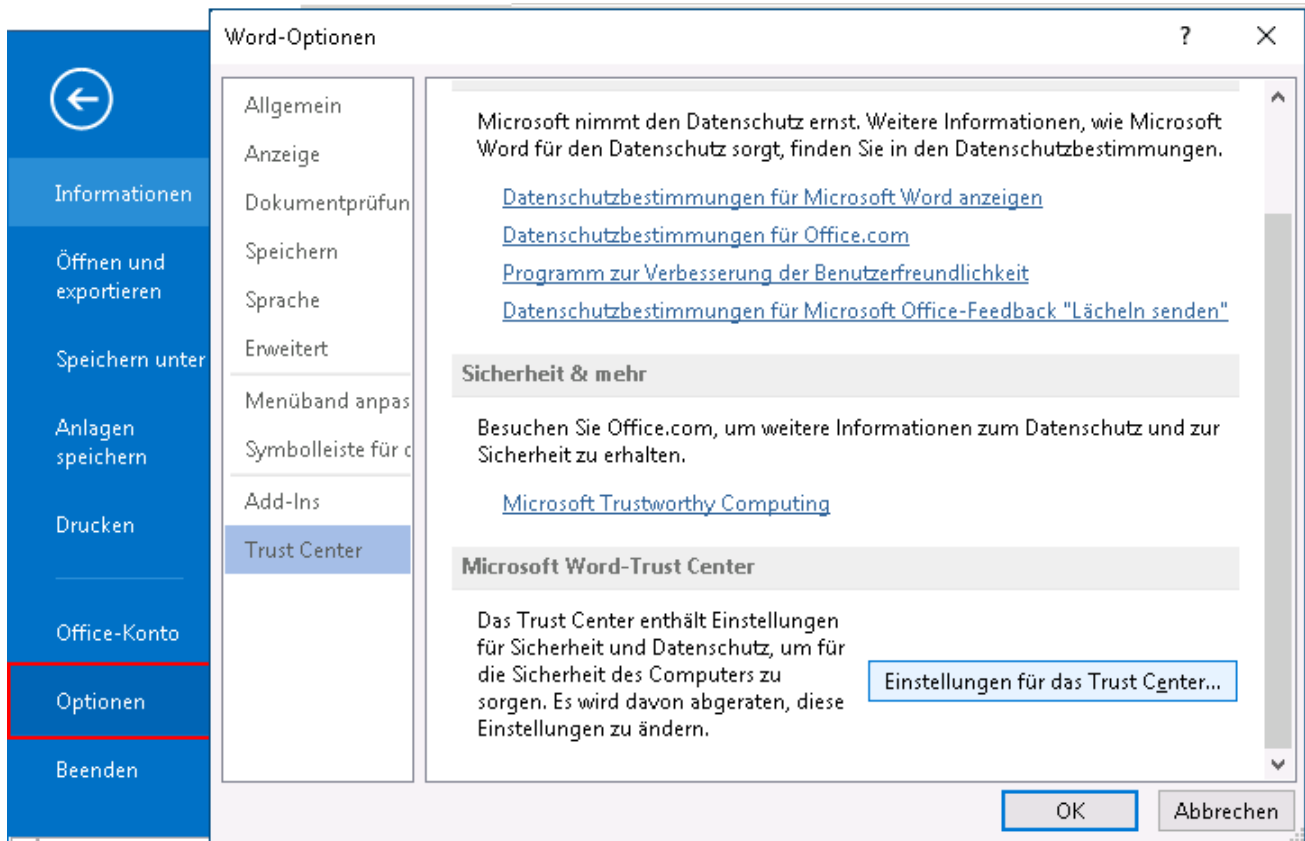 Word-Optionen
?
Informationen
Öffnen und
exportieren
Speichern unter
Anlagen
speichern
Drucken
Office-Konto
Optionen
Beenden
Allgemein
Anzeige
Dokumentprüfun
Speichern
Sprache
Erweitert
Menüband anpas
Symbolleiste für d
Add-Ins
Trust Center
Microsoft nimmt den Datenschutz ernst. Weitere Informationen, wie Microsoft
Word für den Datenschutz sorgt, finden Sie in den Datenschutzbestimmungen.
Datenschutzbestimmungen für Microsoft Word anzeigen
Datenschutzbestimmungen für Office.com
Programm zur Verbesserung der Benutzerfreundlichkeit
Datenschutzbestimmungen für Microsoft Office-Feedback "Lächeln senden"
Sicherheit & mehr
Besuchen Sie Office.com, um weitere Informationen zum Datenschutz und zur
Sicherheit zu erhalten.
Microsoft Trustworthy Computing
Microsoft Word-Trust Center
Das Trust Center enthält Einstellungen
für Sicherheit und Datenschutz, um für
die Sicherheit des Computers zu
sorgen. Es wird davon abgeraten, diese
Einstellungen zu ändern.
Einstellungen für das Trust Center...
OK
Abbrechen